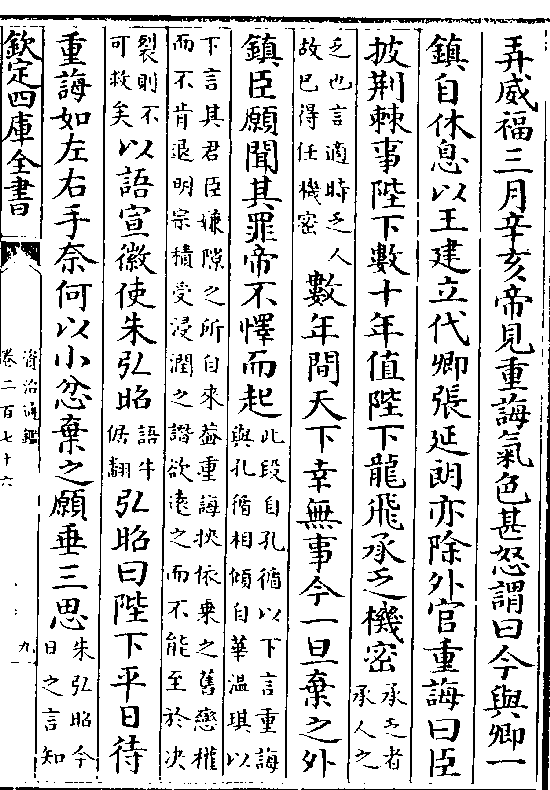 弄威福三月辛亥帝見重誨氣色甚怒謂曰今與卿一
鎮自休息以王建立代卿張延朗亦除外官重誨曰臣
披荆棘事陛下數十年值陛下龍飛承乏機密承乏者承人之
乏也言適時乏人故已得任機密數年間天下幸無事今一旦棄之外
鎮臣願聞其罪帝不懌而起此段自孔循以下言重誨與孔循相傾自華温琪以
下言其君臣嫌隙之所自來葢重誨挾依乗之舊戀權而不肯退明宗積受浸潤之譖欲逺之而不能至於决
裂則不可救矣以語宣徽使朱弘昭語牛倨翻弘昭曰陛下平日待
重誨如左右手奈何以小忿棄之願垂三思朱弘昭今日之言知
欽定四庫全書
資治通鑑
卷二百七十六
九